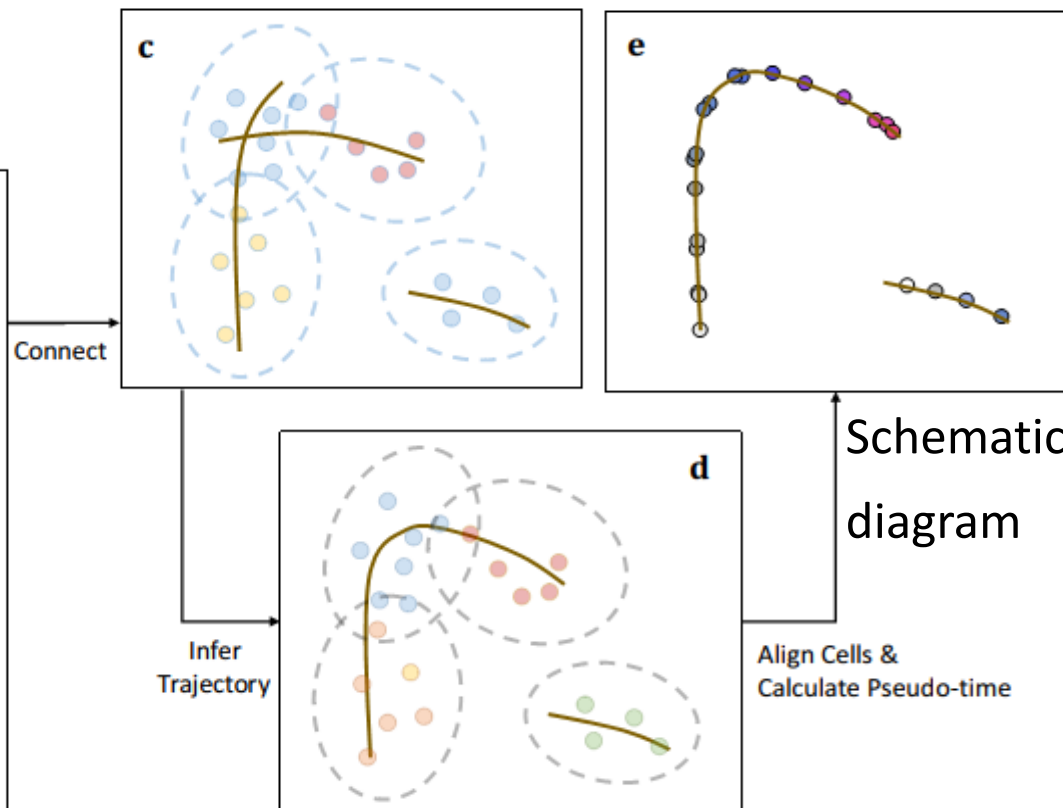 c
e
Connect
Schematic
diagram
d
Infer
Trajectory
Align Cells &
Calculate Pseudo-time